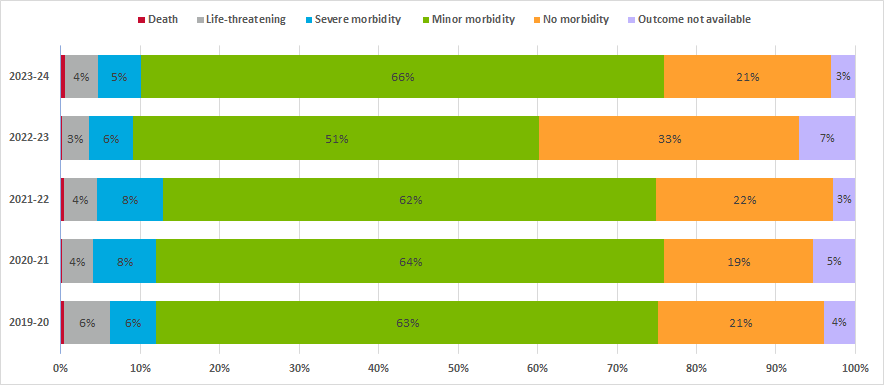 Death Life-threatening Severe morbidity Minor morbidity No morbidity Outcome not available
2023-24 4% 5% 66% 21% 3%
2022-23 3% 6% 51% 33% 7%
2021-22 4% 8% 62% 22% 3%
2020-21 4% 8% 64% 19% 5%
2019-20 6% 6% 63% 21% 4%
0% 10% 20% 30% 40% 50% 60% 70% 80% 90% 100%